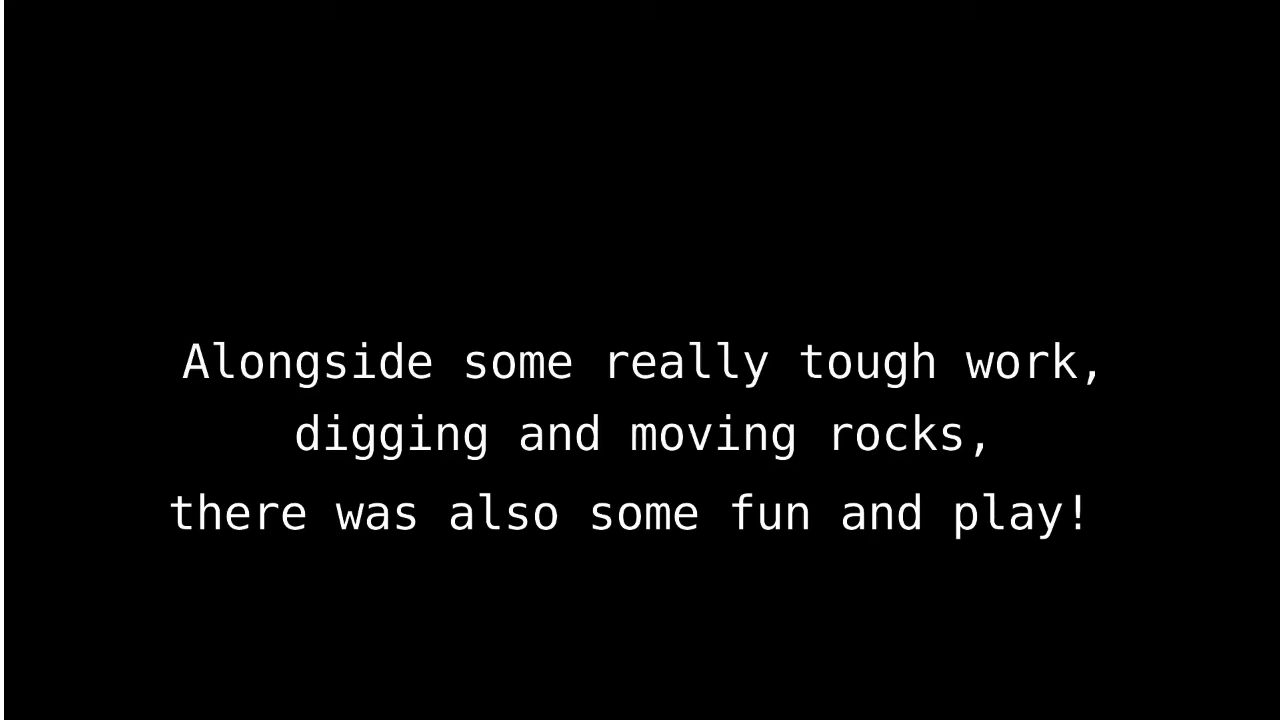 Alongside some really tough work,
digging and moving rocks,
there was also some fun and play!